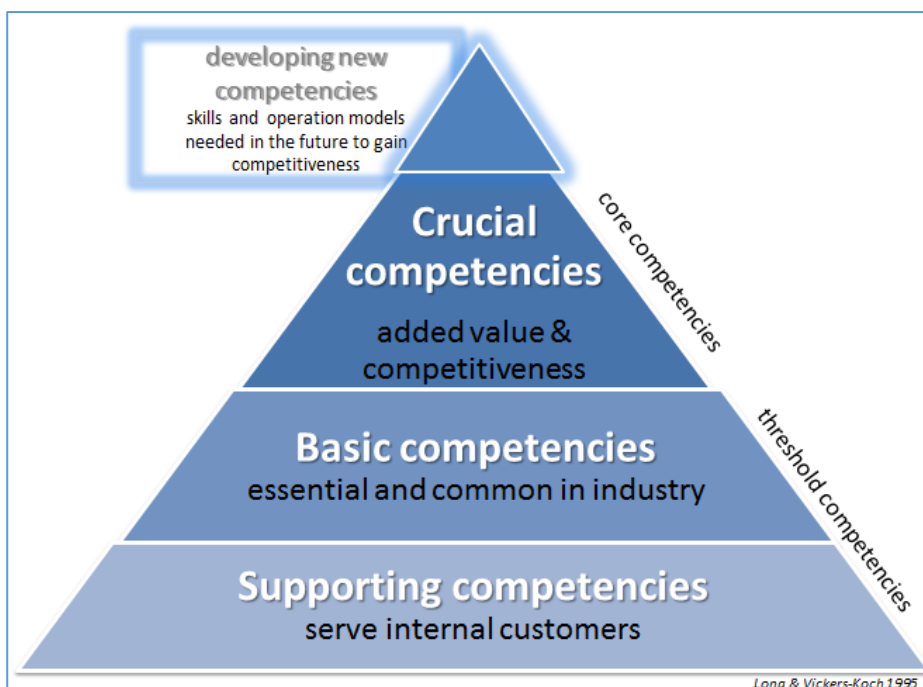 developing new
competencies
skills and operation models
needed in the future to gain
competitiveness
Crucial
competencies
added value &
competitiveness
core competencies
Basic competencies
essential and common in industry
threshold competencies
Supporting competencies
serve internal customers
Long & Vickers-Koch 1995